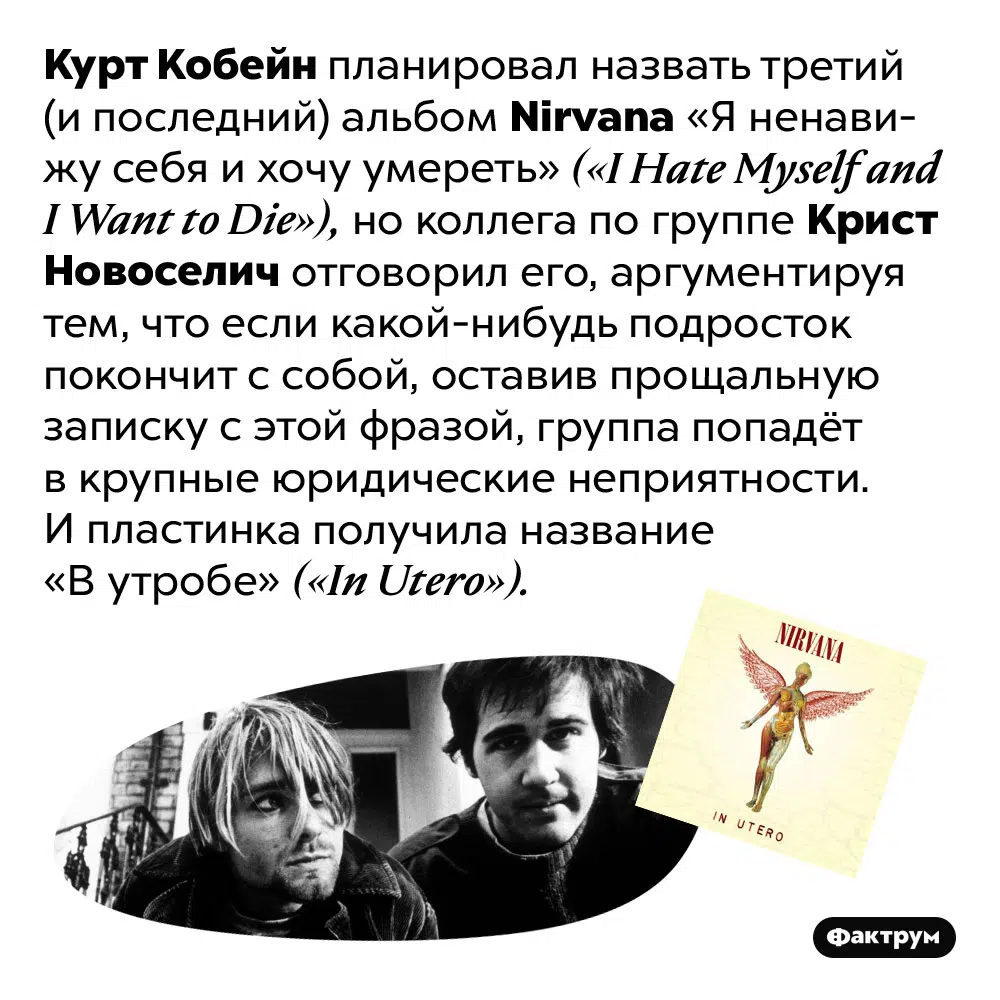 Курт Кобейн планировал назвать третий
(и последний) альбом Nirvana «Я ненави-
жу себя и хочу умереть» («I Hate Myself and
I Want to Die»), но коллега по группе Крист
Новоселич отговорил его, аргументируя
тем, что если какой-нибудь подросток
покончит с собой, оставив прощальную
записку с этой фразой, группа попадёт
в крупные юридические неприятности.
И пластинка получила название
«В утробе» («In Utero»).
NIRVANA
IN UTERO
Фактрум